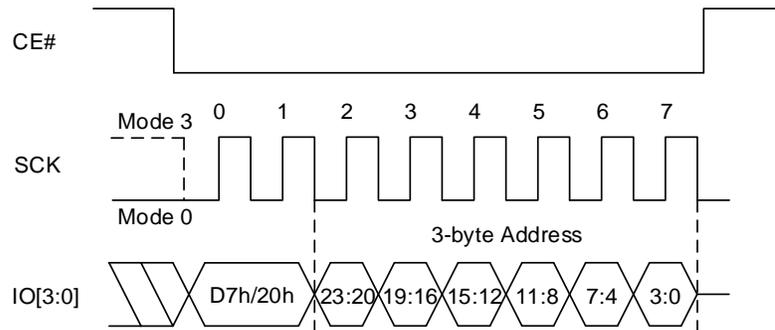 CE#
0 1 2 3 4 5 6 7
Mode 3
SCK
Mode 0
3-byte Address
IO[3:0] D7h/20h 23:20 19:16 15:12 11:8 7:4 3:0